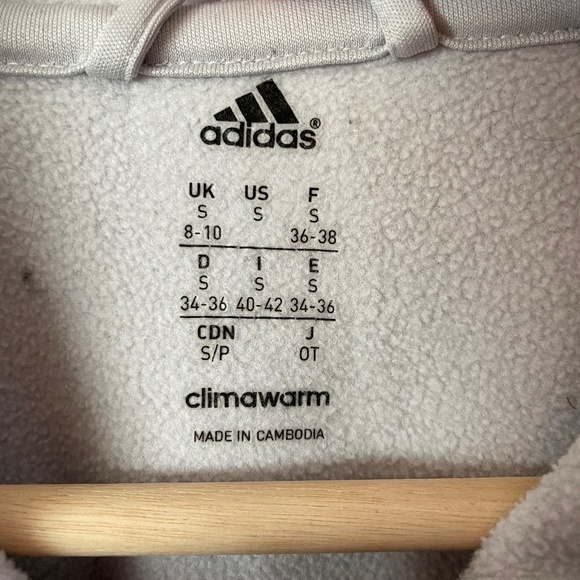 adidas®
UK US F
S S S
8-10 36-38
D I E
S S S
34-36 40-42 34-36
CDN J
S/P OT
climawarm
MADE IN CAMBODIA